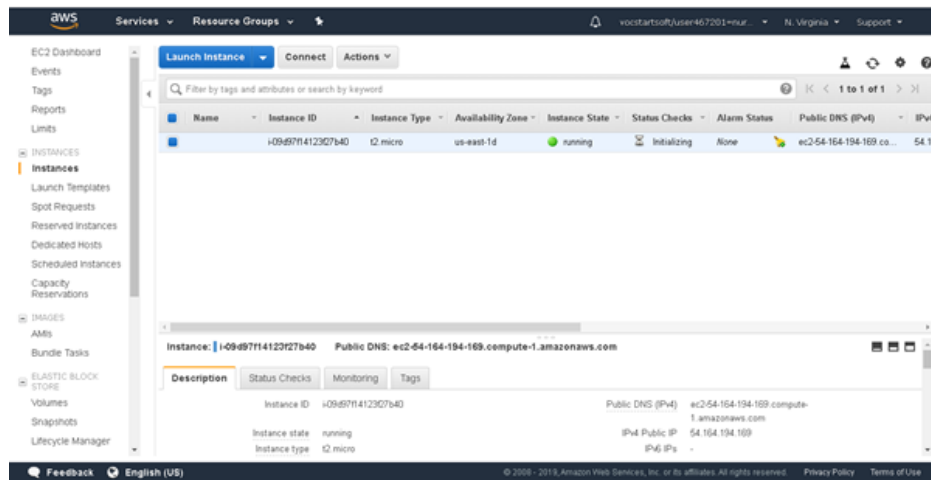 aws Services Resource Groups vocstartsoft/user467201=nur... N. Virginia Support
EC2 Dashboard
Events
Tags
Reports
Limits
INSTANCES
Instances
Launch Templates
Spot Requests
Reserved Instances
Dedicated Hosts
Scheduled Instances
Capacity
Reservations
IMAGES
AMIs
Bundle Tasks
ELASTIC BLOCK
STORE
Volumes
Snapshots
Lifecycle Manager
Launch Instance Connect Actions
Filter by tags and attributes or search by keyword 1 to 1 of 1
Name Instance ID Instance Type Availability Zone Instance State Status Checks Alarm Status Public DNS (IPv4) IPv
i-09d97f14123f27b40 t2.micro us-east-1d running Initializing None ec2-54-164-194-169.co... 54.1
Instance: i-09d97f14123f27b40 Public DNS: ec2-54-164-194-169.compute-1.amazonaws.com
Description Status Checks Monitoring Tags
Instance ID i-09d97f14123f27b40 Public DNS (IPv4) ec2-54-164-194-169.compute-
1.amazonaws.com
Instance state running IPv4 Public IP 54.164.194.169
Instance type t2.micro IPv6 IPs -
Feedback English (US) © 2008 - 2019, Amazon Web Services, Inc. or its affiliates. All rights reserved. Privacy Policy Terms of Use